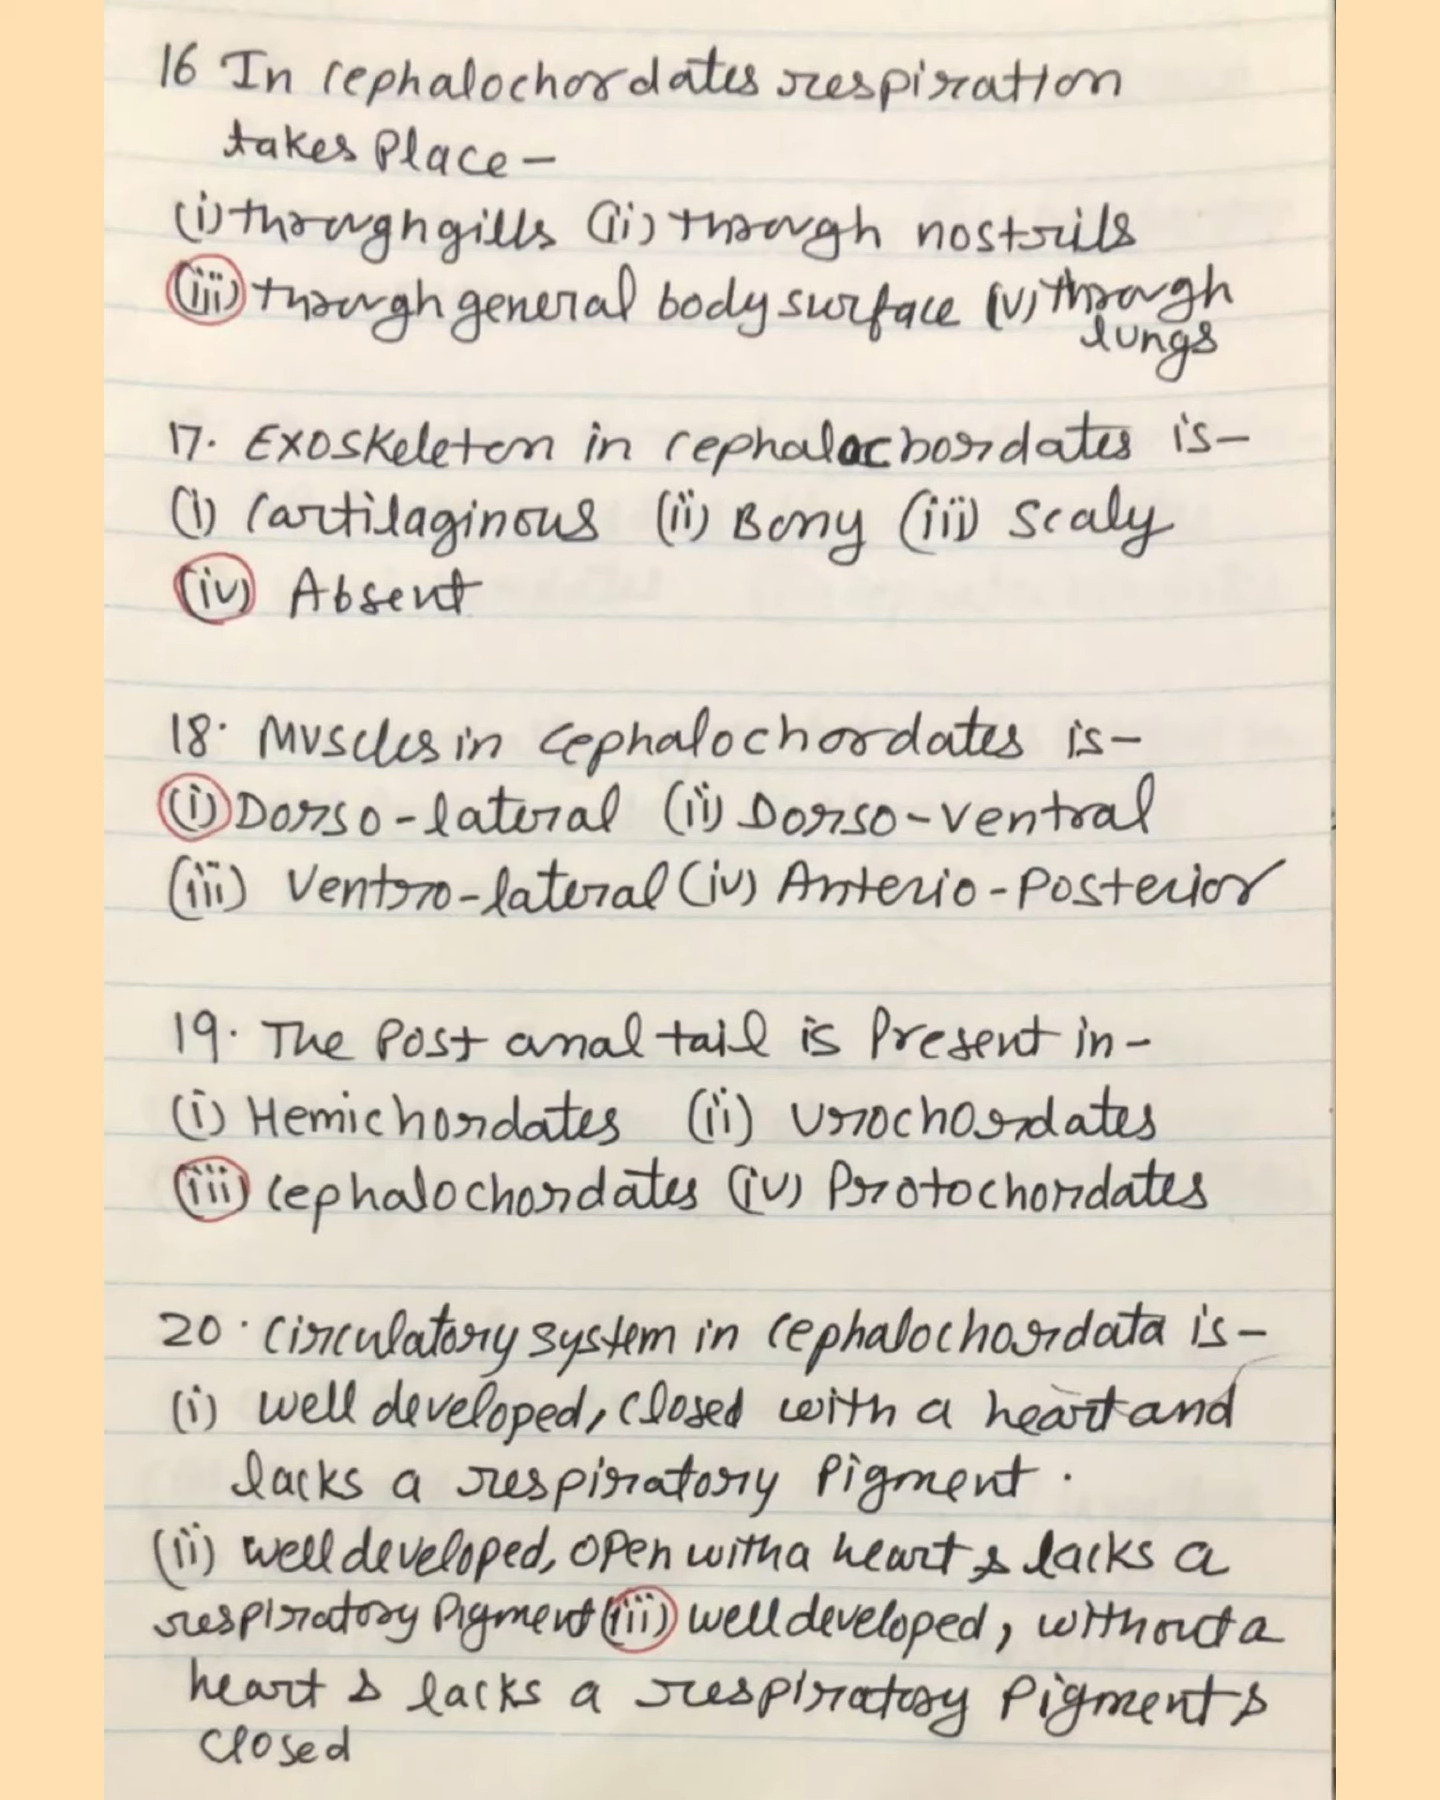 16 In cephalochordates respiration
takes Place –
(i) through gills (ii) through nostrils
(iii) through general body surface (v) through
lungs
17. Exoskeleton in cephalochordates is–
(i) Cartilaginous (ii) Bony (iii) Scaly
(iv) Absent
18. Muscles in cephalochordates is–
(i) Dorso-lateral (ii) Dorso-ventral
(iii) Ventro-lateral (iv) Anterio-Posterior
19. The Post anal tail is Present in–
(i) Hemichordates (ii) Urochordates
(iii) Cephalochordates (iv) Protochordates
20. Circulatory system in cephalochordata is–
(i) well developed, closed with a heart and
lacks a respiratory Pigment.
(ii) well developed, open with a heart & lacks a
respiratory Pigment (iii) well developed, without a
heart & lacks a respiratory Pigment &
closed